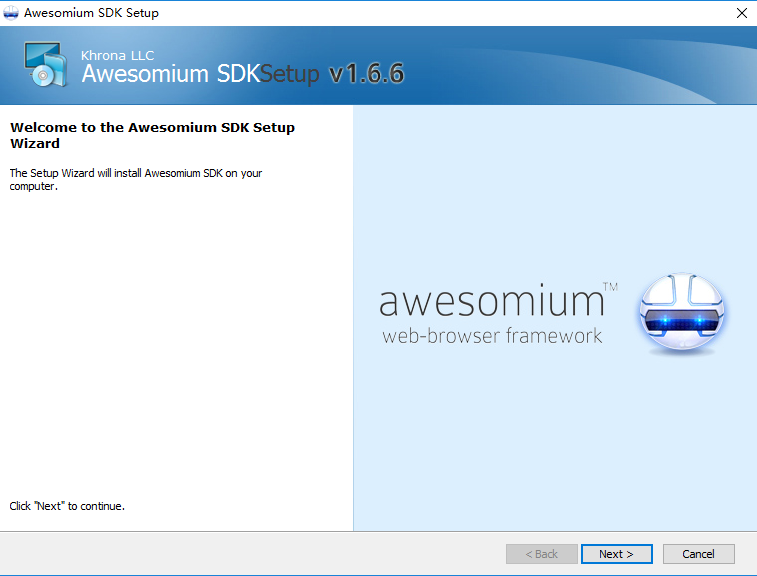 Awesomium SDK Setup
Khrona LLC
Awesomium SDKSetup v1.6.6
Welcome to the Awesomium SDK Setup
Wizard
The Setup Wizard will install Awesomium SDK on your
computer.
awesomium™
web-browser framework
Click "Next" to continue.
< Back
Next >
Cancel